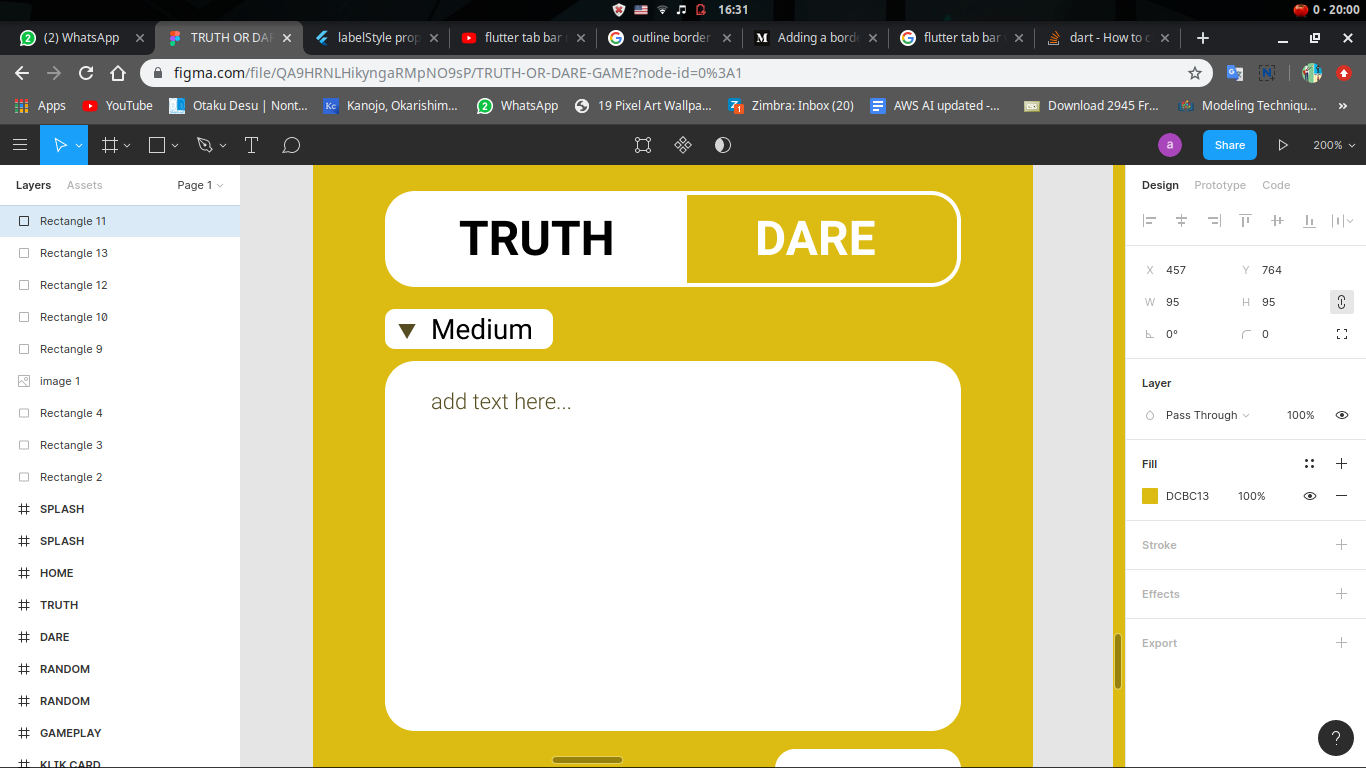 16:31
0 · 20:00
(2) WhatsApp
TRUTH OR DAR
labelStyle prop
flutter tab bar
outline border
Adding a bord
flutter tab bar
dart - How to c
figma.com/file/QA9HRNLHikyngaRMpNO9sP/TRUTH-OR-DARE-GAME?node-id=0%3A1
Apps
YouTube
Otaku Desu | Nont...
Kc
Kanojo, Okarishim...
WhatsApp
19 Pixel Art Wallpa...
Zimbra: Inbox (20)
AWS AI updated -...
Download 2945 Fr...
Modeling Techniqu...
»
a
Share
200%
Layers
Assets
Page 1
Rectangle 11
Rectangle 13
Rectangle 12
Rectangle 10
Rectangle 9
image 1
Rectangle 4
Rectangle 3
Rectangle 2
SPLASH
SPLASH
HOME
TRUTH
DARE
RANDOM
RANDOM
GAMEPLAY
KLIK CARD
TRUTH
DARE
Medium
add text here...
Design
Prototype
Code
X 457
Y 764
W 95
H 95
0°
0
Layer
Pass Through
100%
Fill
DCBC13
100%
Stroke
Effects
Export
?